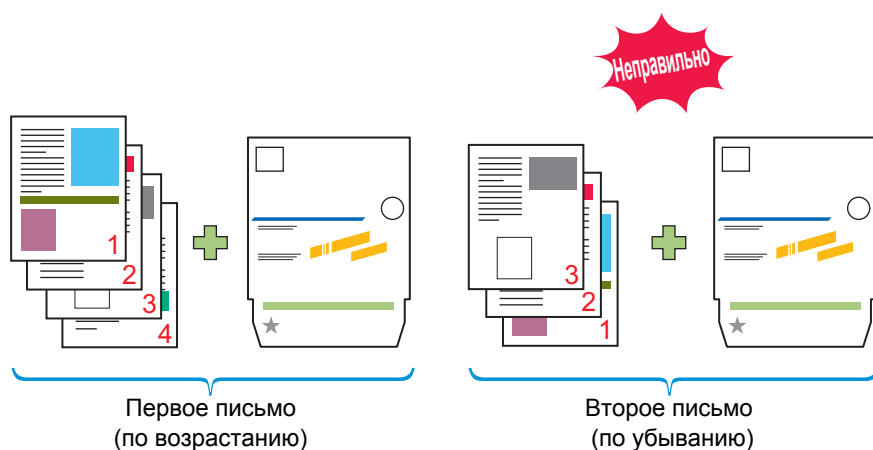 Неправильно
1
2
3
4
3
2
1
Первое письмо
(по возрастанию)
Второе письмо
(по убыванию)